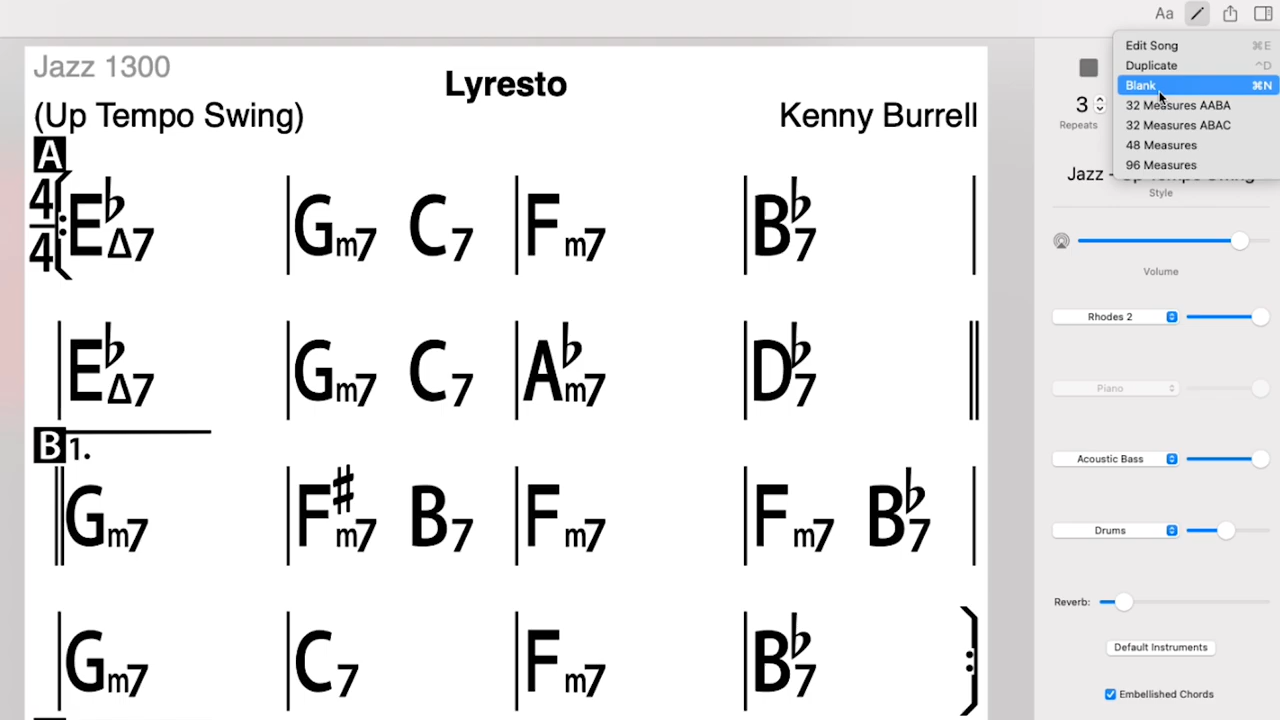 Aa
Edit Song ⌘E
Duplicate ^D
Blank ⌘N
32 Measures AABA
32 Measures ABAC
48 Measures
96 Measures
Jazz 1300
Lyresto
(Up Tempo Swing) Kenny Burrell
A
4/4 E♭Δ7 Gm7 C7 Fm7 B♭7
E♭Δ7 Gm7 C7 A♭m7 D♭7
B 1.
Gm7 F♯m7 B7 Fm7 Fm7 B♭7
Gm7 C7 Fm7 B♭7
3
Repeats
Jazz - Up Tempo Swing
Style
Volume
Rhodes 2
Piano
Acoustic Bass
Drums
Reverb:
Default Instruments
Embellished Chords